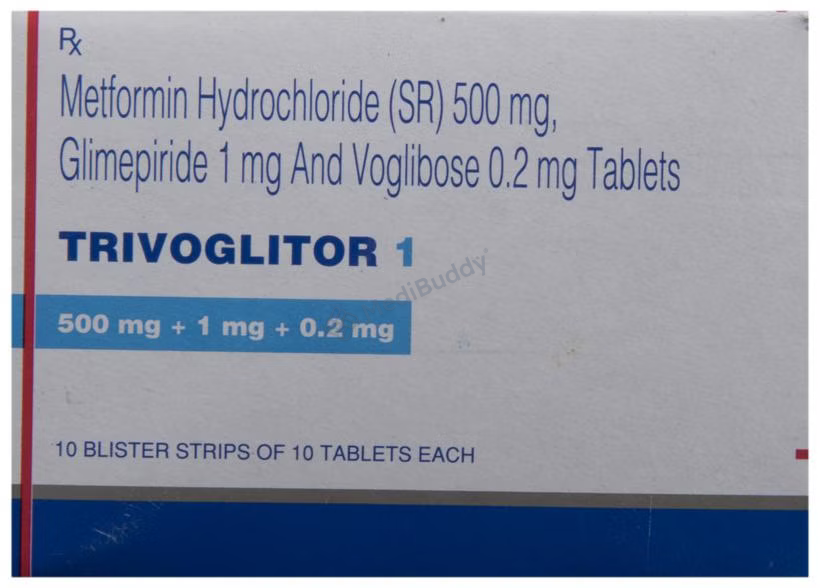 Rx
Metformin Hydrochloride (SR) 500 mg,
Glimepiride 1 mg And Voglibose 0.2 mg Tablets
TRIVOGLITOR 1
500 mg + 1 mg + 0.2 mg
10 BLISTER STRIPS OF 10 TABLETS EACH